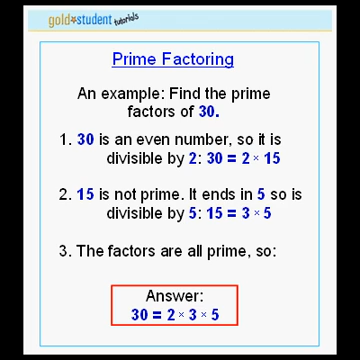 gold★student tutorials
Prime Factoring
An example: Find the prime
factors of 30.
1. 30 is an even number, so it is
divisible by 2: 30 = 2 × 15
2. 15 is not prime. It ends in 5 so is
divisible by 5: 15 = 3 × 5
3. The factors are all prime, so:
Answer:
30 = 2 × 3 × 5